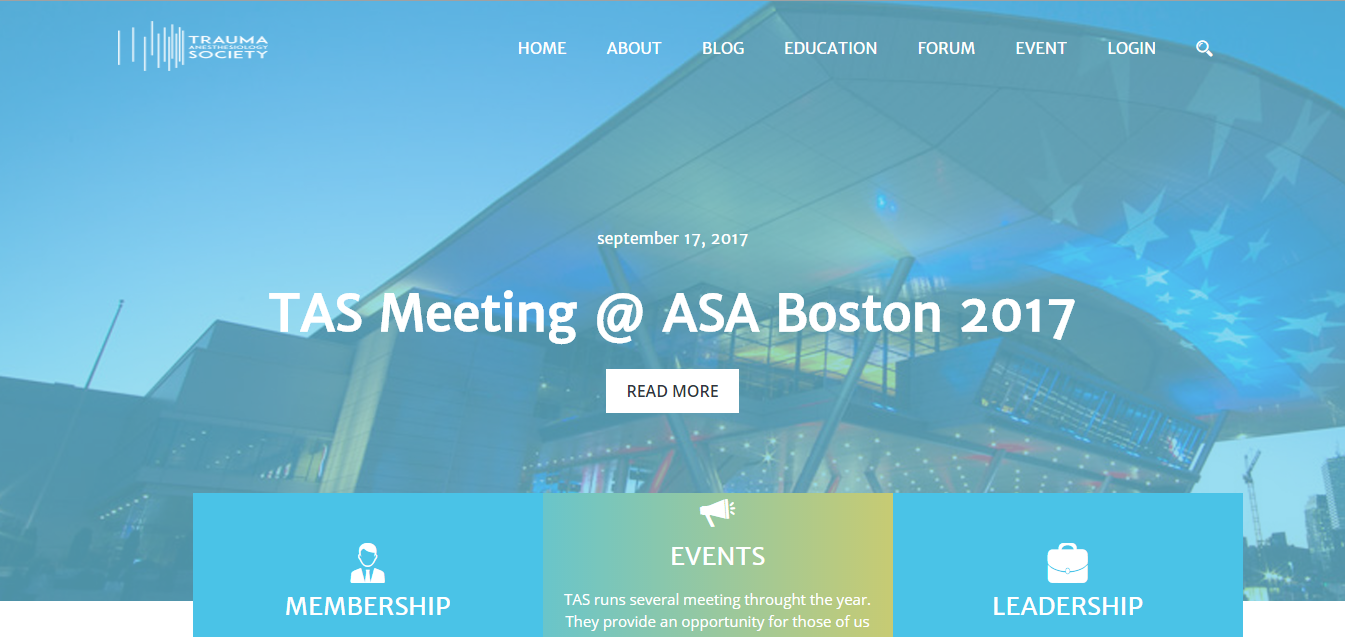 TRAUMA
ANESTHESIOLOGY
SOCIETY
HOME ABOUT BLOG EDUCATION FORUM EVENT LOGIN
september 17, 2017
TAS Meeting @ ASA Boston 2017
READ MORE
EVENTS
MEMBERSHIP
TAS runs several meeting throught the year.
They provide an opportunity for those of us
LEADERSHIP